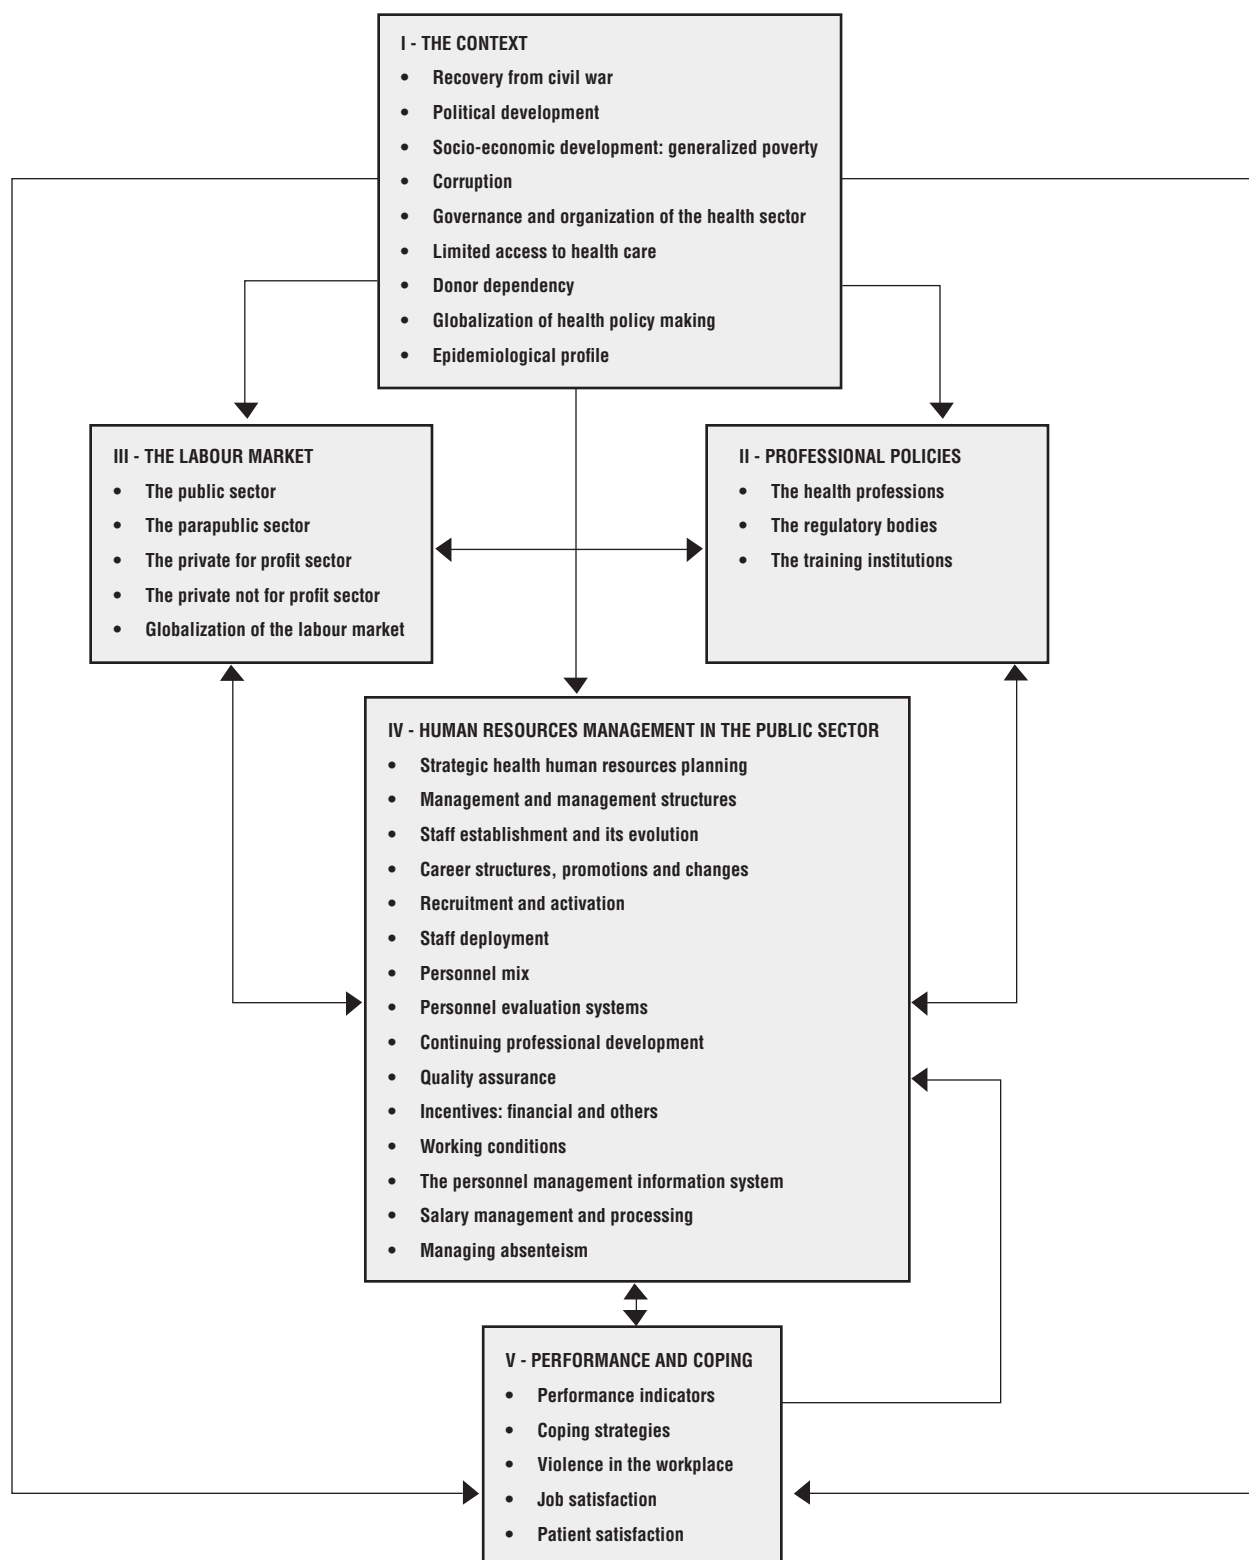 I - THE CONTEXT
• Recovery from civil war
• Political development
• Socio-economic development: generalized poverty
• Corruption
• Governance and organization of the health sector
• Limited access to health care
• Donor dependency
• Globalization of health policy making
• Epidemiological profile
III - THE LABOUR MARKET
• The public sector
• The parapublic sector
• The private for profit sector
• The private not for profit sector
• Globalization of the labour market
II - PROFESSIONAL POLICIES
• The health professions
• The regulatory bodies
• The training institutions
IV - HUMAN RESOURCES MANAGEMENT IN THE PUBLIC SECTOR
• Strategic health human resources planning
• Management and management structures
• Staff establishment and its evolution
• Career structures, promotions and changes
• Recruitment and activation
• Staff deployment
• Personnel mix
• Personnel evaluation systems
• Continuing professional development
• Quality assurance
• Incentives: financial and others
• Working conditions
• The personnel management information system
• Salary management and processing
• Managing absenteism
V - PERFORMANCE AND COPING
• Performance indicators
• Coping strategies
• Violence in the workplace
• Job satisfaction
• Patient satisfaction